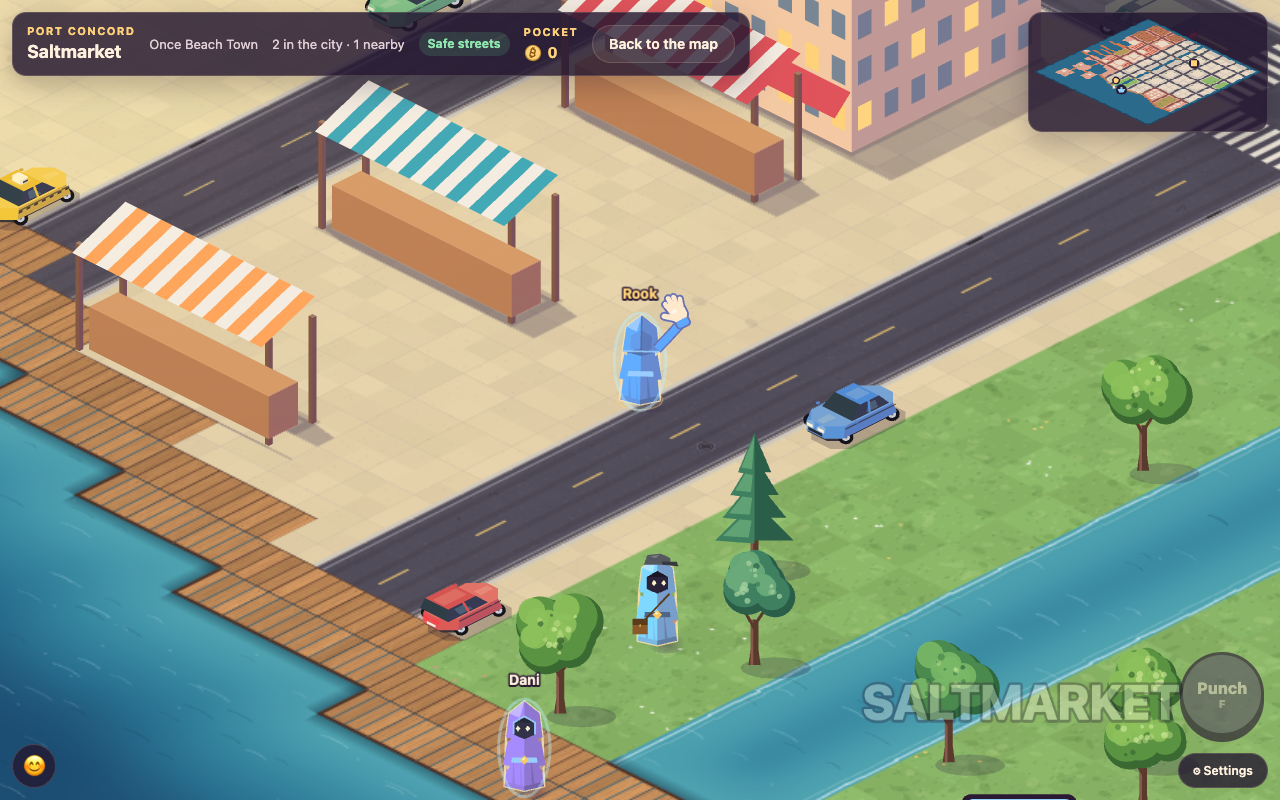 PORT CONCORD
Saltmarket
Once Beach Town
2 in the city · 1 nearby
Safe streets
POCKET
0
Back to the map
Rook
Dani
SALTMARKET
Punch
F
Settings